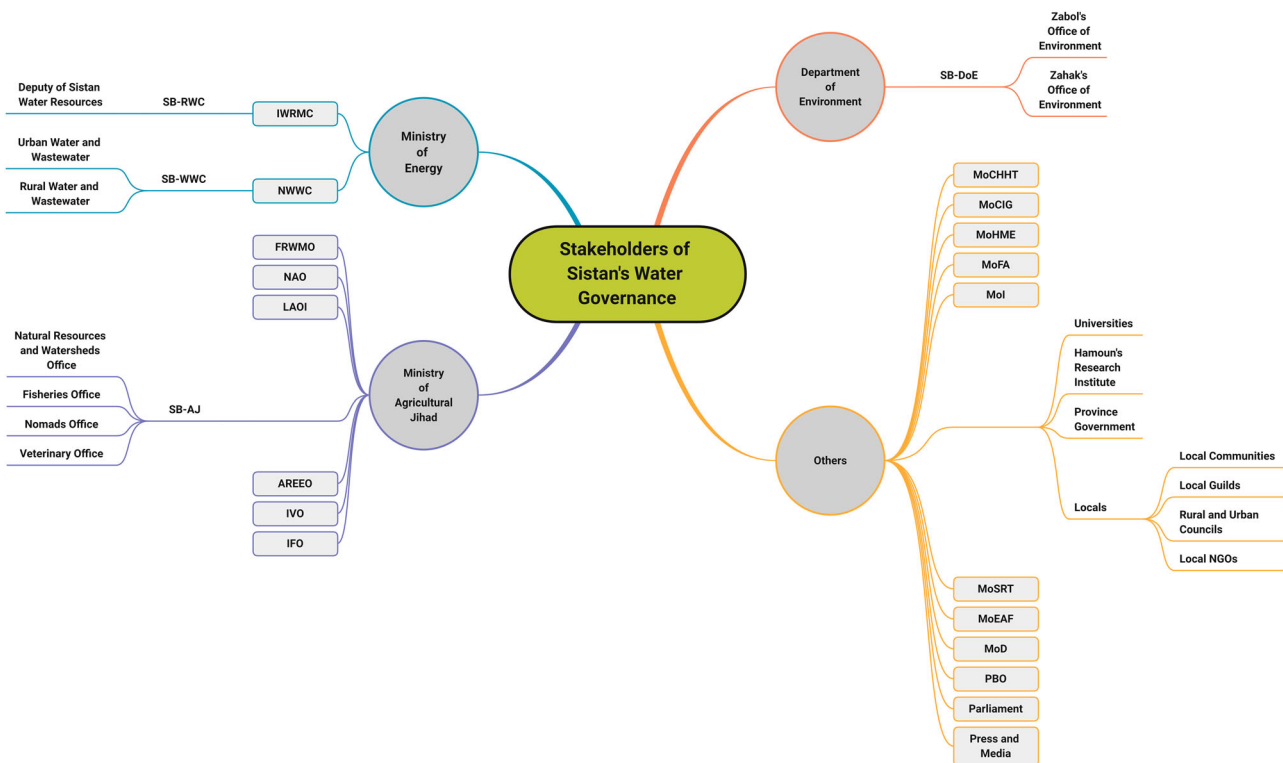 Stakeholders of
Sistan's Water
Governance
Ministry
of
Energy
IWRMC
SB-RWC
Deputy of Sistan
Water Resources
NWWC
SB-WWC
Urban Water and
Wastewater
Rural Water and
Wastewater
Ministry
of
Agricultural
Jihad
FRWMO
NAO
LAOI
SB-AJ
Natural Resources
and Watersheds
Office
Fisheries Office
Nomads Office
Veterinary Office
AREEO
IVO
IFO
Department
of
Environment
SB-DoE
Zabol's
Office of
Environment
Zahak's
Office of
Environment
Others
MoCHHT
MoCIG
MoHME
MoFA
MoI
Universities
Hamoun's
Research
Institute
Province
Government
Locals
Local Communities
Local Guilds
Rural and Urban
Councils
Local NGOs
MoSRT
MoEAF
MoD
PBO
Parliament
Press and
Media